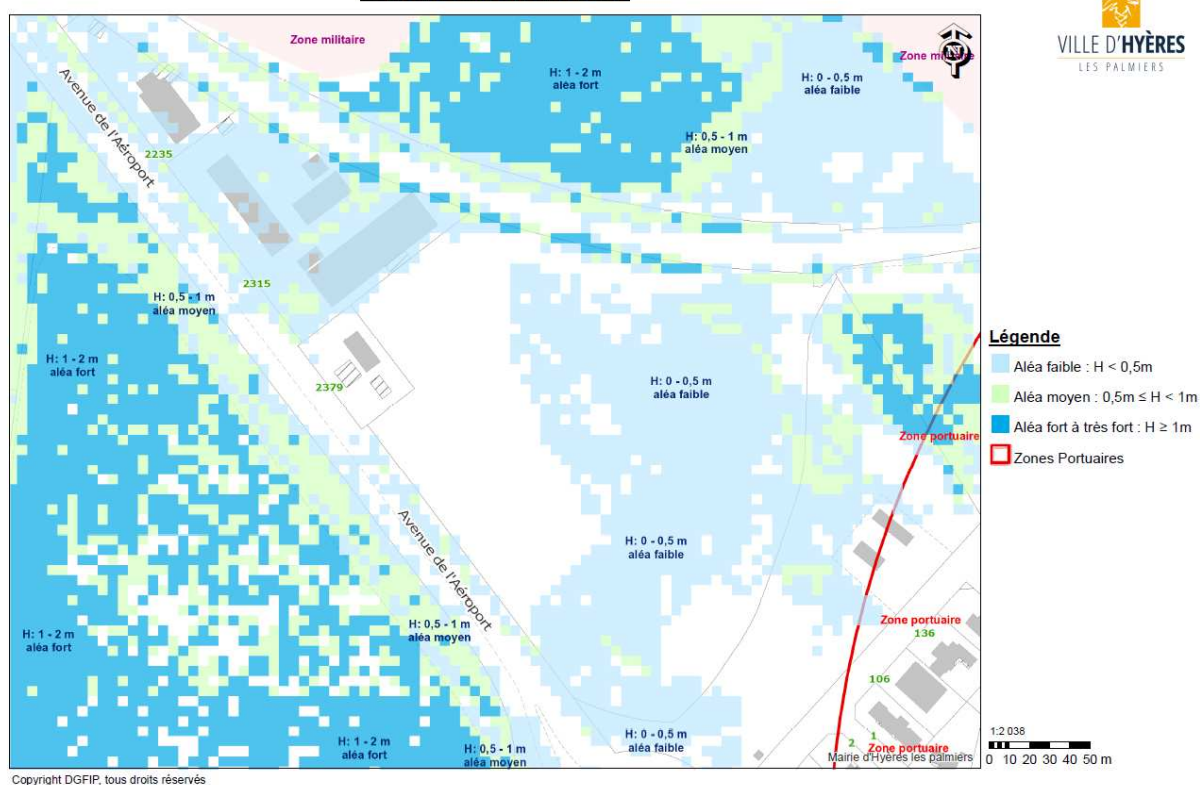 VILLE D'HYÈRES
LES PALMIERS
Zone militaire
Zone militaire
H: 1 - 2 m
aléa fort
H: 0 - 0,5 m
aléa faible
H: 0,5 - 1 m
aléa moyen
Avenue de l'Aéroport
2235
2315
H: 0,5 - 1 m
aléa moyen
H: 1 - 2 m
aléa fort
2379
H: 0 - 0,5 m
aléa faible
Légende
Aléa faible : H < 0,5m
Aléa moyen : 0,5m ≤ H < 1m
Aléa fort à très fort : H ≥ 1m
Zones Portuaires
Zone portuaire
Avenue de l'Aéroport
H: 0 - 0,5 m
aléa faible
H: 0,5 - 1 m
aléa moyen
H: 1 - 2 m
aléa fort
Zone portuaire
136
106
H: 1 - 2 m
aléa fort
H: 0,5 - 1 m
aléa moyen
H: 0 - 0,5 m
aléa faible
2
1
Zone portuaire
Mairie d'Hyères les palmiers
1:2 038
0 10 20 30 40 50 m
Copyright DGFIP, tous droits réservés
N